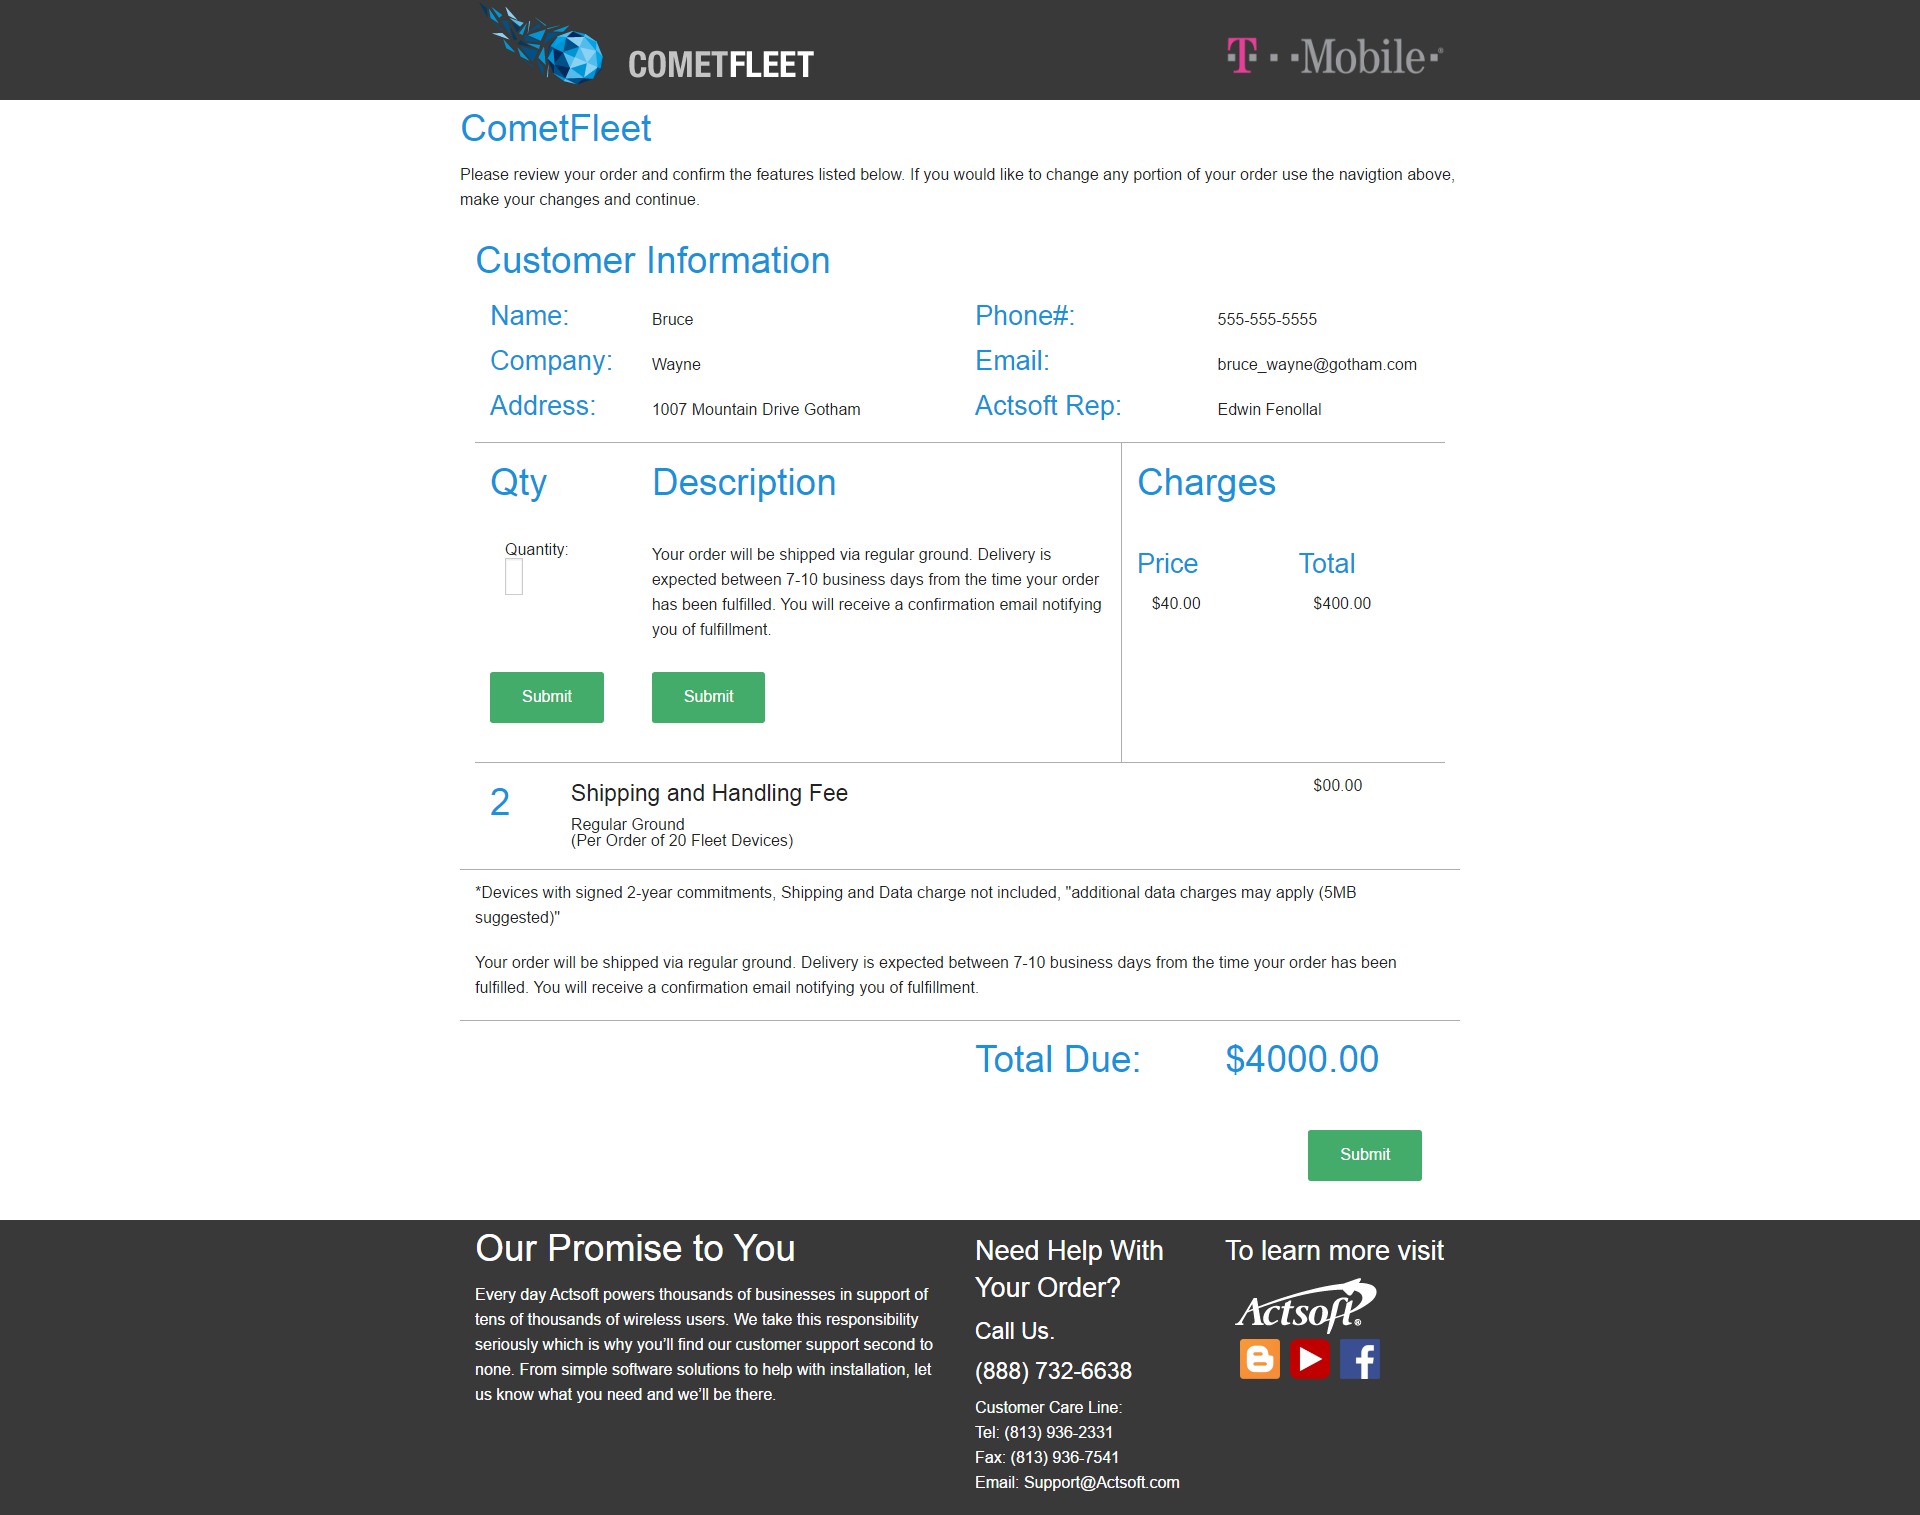 COMETFLEET
T · · Mobile ·
CometFleet
Please review your order and confirm the features listed below. If you would like to change any portion of your order use the navigtion above,
make your changes and continue.
Customer Information
Name: Bruce Phone#: 555-555-5555
Company: Wayne Email: bruce_wayne@gotham.com
Address: 1007 Mountain Drive Gotham Actsoft Rep: Edwin Fenollal
Qty Description Charges
Quantity:
Your order will be shipped via regular ground. Delivery is
expected between 7-10 business days from the time your order
has been fulfilled. You will receive a confirmation email notifying
you of fulfillment.
Price Total
$40.00 $400.00
Submit Submit
2 Shipping and Handling Fee $00.00
Regular Ground
(Per Order of 20 Fleet Devices)
*Devices with signed 2-year commitments, Shipping and Data charge not included, "additional data charges may apply (5MB
suggested)"
Your order will be shipped via regular ground. Delivery is expected between 7-10 business days from the time your order has been
fulfilled. You will receive a confirmation email notifying you of fulfillment.
Total Due: $4000.00
Submit
Our Promise to You
Every day Actsoft powers thousands of businesses in support of
tens of thousands of wireless users. We take this responsibility
seriously which is why you’ll find our customer support second to
none. From simple software solutions to help with installation, let
us know what you need and we’ll be there.
Need Help With
Your Order?
Call Us.
(888) 732-6638
Customer Care Line:
Tel: (813) 936-2331
Fax: (813) 936-7541
Email: Support@Actsoft.com
To learn more visit
Actsoft®